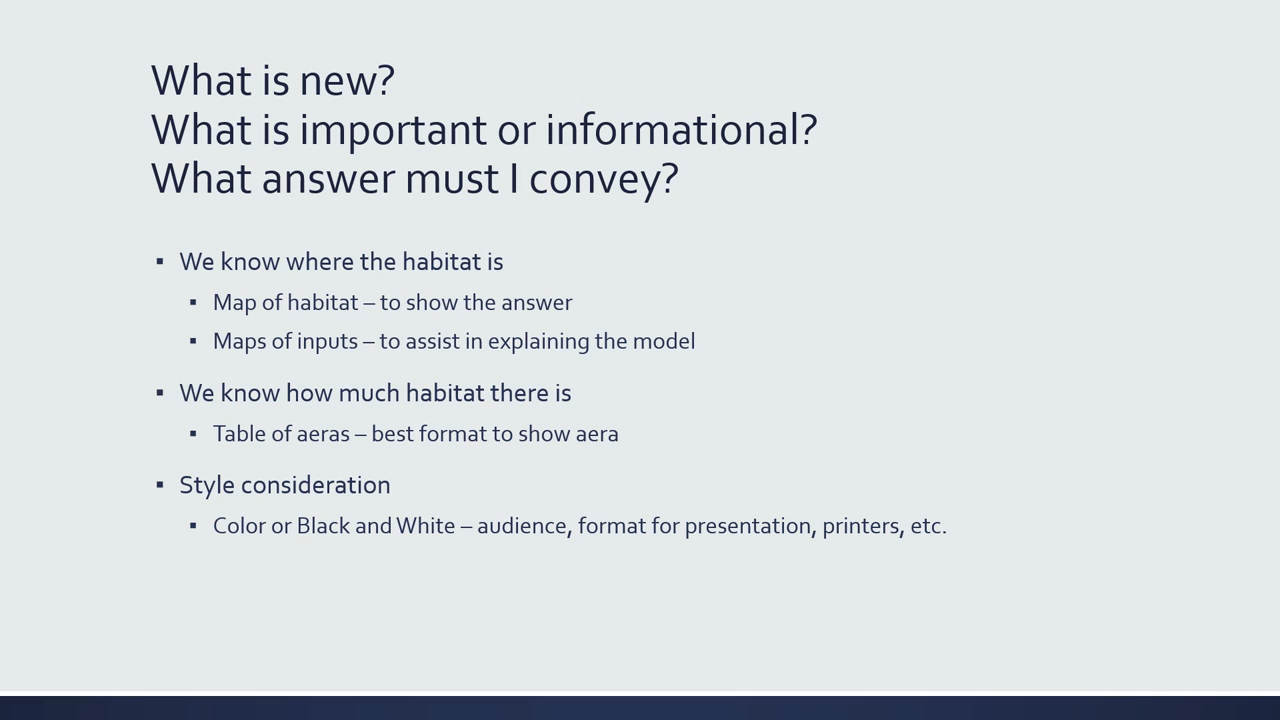 What is new?
What is important or informational?
What answer must I convey?
▪ We know where the habitat is
▪ Map of habitat – to show the answer
▪ Maps of inputs – to assist in explaining the model
▪ We know how much habitat there is
▪ Table of aeras – best format to show aera
▪ Style consideration
▪ Color or Black and White – audience, format for presentation, printers, etc.